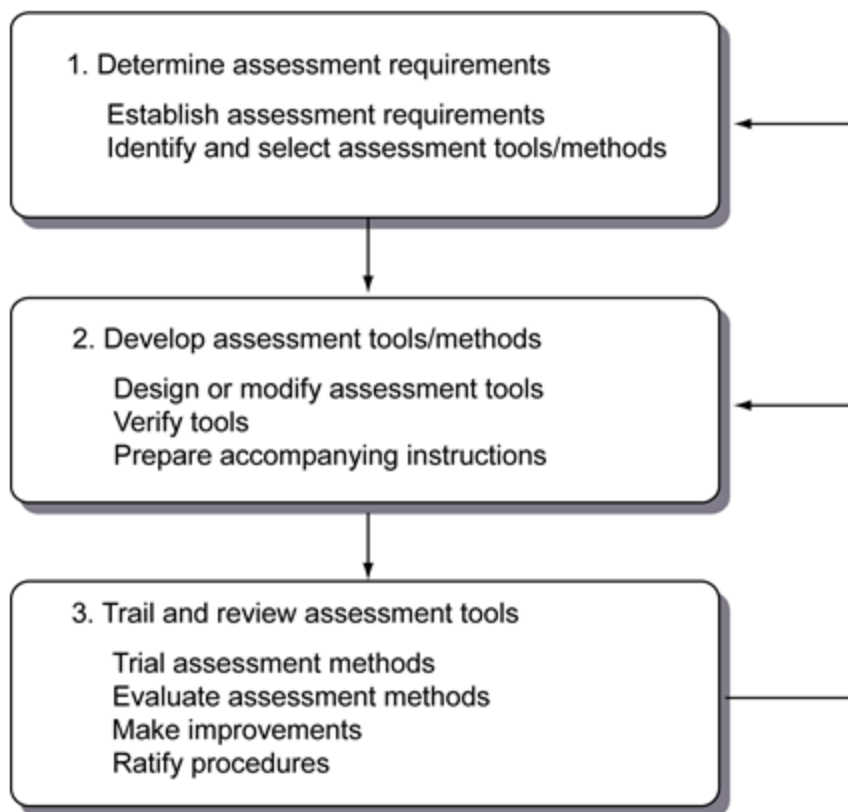 1. Determine assessment requirements
Establish assessment requirements
Identify and select assessment tools/methods
2. Develop assessment tools/methods
Design or modify assessment tools
Verify tools
Prepare accompanying instructions
3. Trail and review assessment tools
Trial assessment methods
Evaluate assessment methods
Make improvements
Ratify procedures